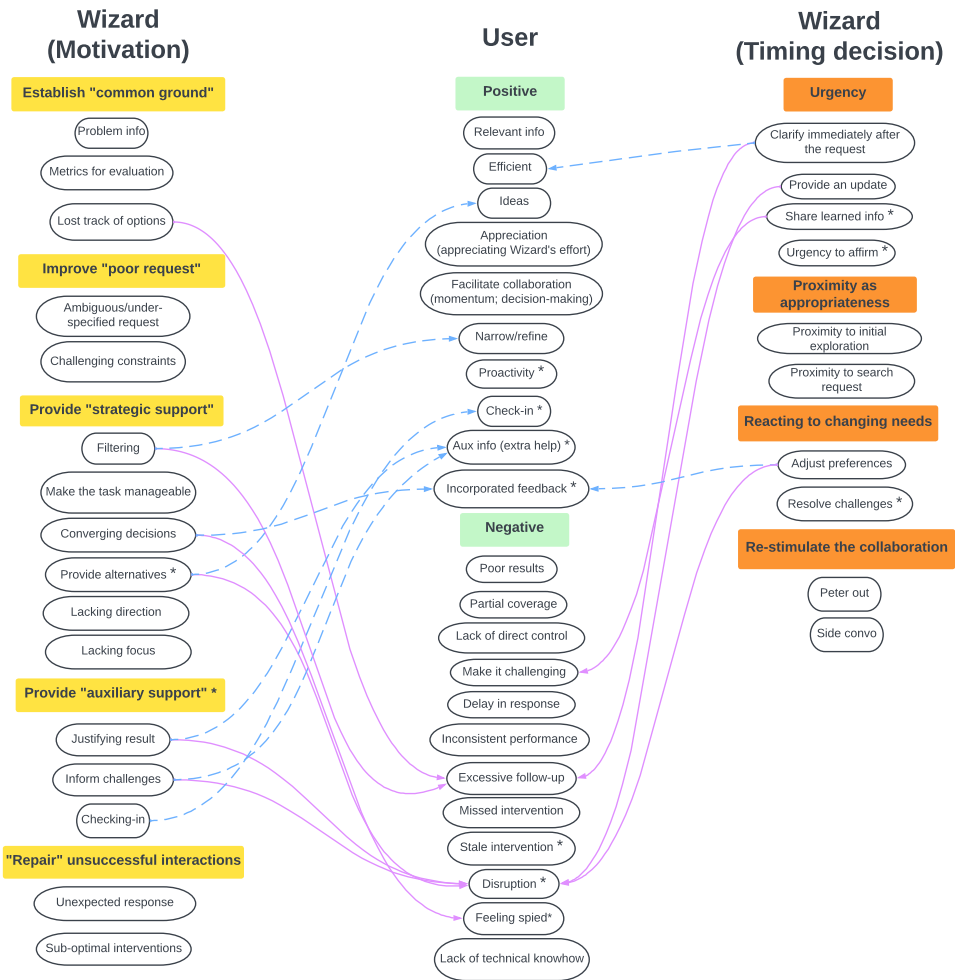 Wizard
(Motivation)
Establish "common ground"
Problem info
Metrics for evaluation
Lost track of options
Improve "poor request"
Ambiguous/under-
specified request
Challenging constraints
Provide "strategic support"
Filtering
Make the task manageable
Converging decisions
Provide alternatives *
Lacking direction
Lacking focus
Provide "auxiliary support" *
Justifying result
Inform challenges
Checking-in
"Repair" unsuccessful interactions
Unexpected response
Sub-optimal interventions
User
Positive
Relevant info
Efficient
Ideas
Appreciation
(appreciating Wizard's effort)
Facilitate collaboration
(momentum; decision-making)
Narrow/refine
Proactivity *
Check-in *
Aux info (extra help) *
Incorporated feedback *
Negative
Poor results
Partial coverage
Lack of direct control
Make it challenging
Delay in response
Inconsistent performance
Excessive follow-up
Missed intervention
Stale intervention *
Disruption *
Feeling spied*
Lack of technical knowhow
Wizard
(Timing decision)
Urgency
Clarify immediately after
the request
Provide an update
Share learned info *
Urgency to affirm *
Proximity as
appropriateness
Proximity to initial
exploration
Proximity to search
request
Reacting to changing needs
Adjust preferences
Resolve challenges *
Re-stimulate the collaboration
Peter out
Side convo